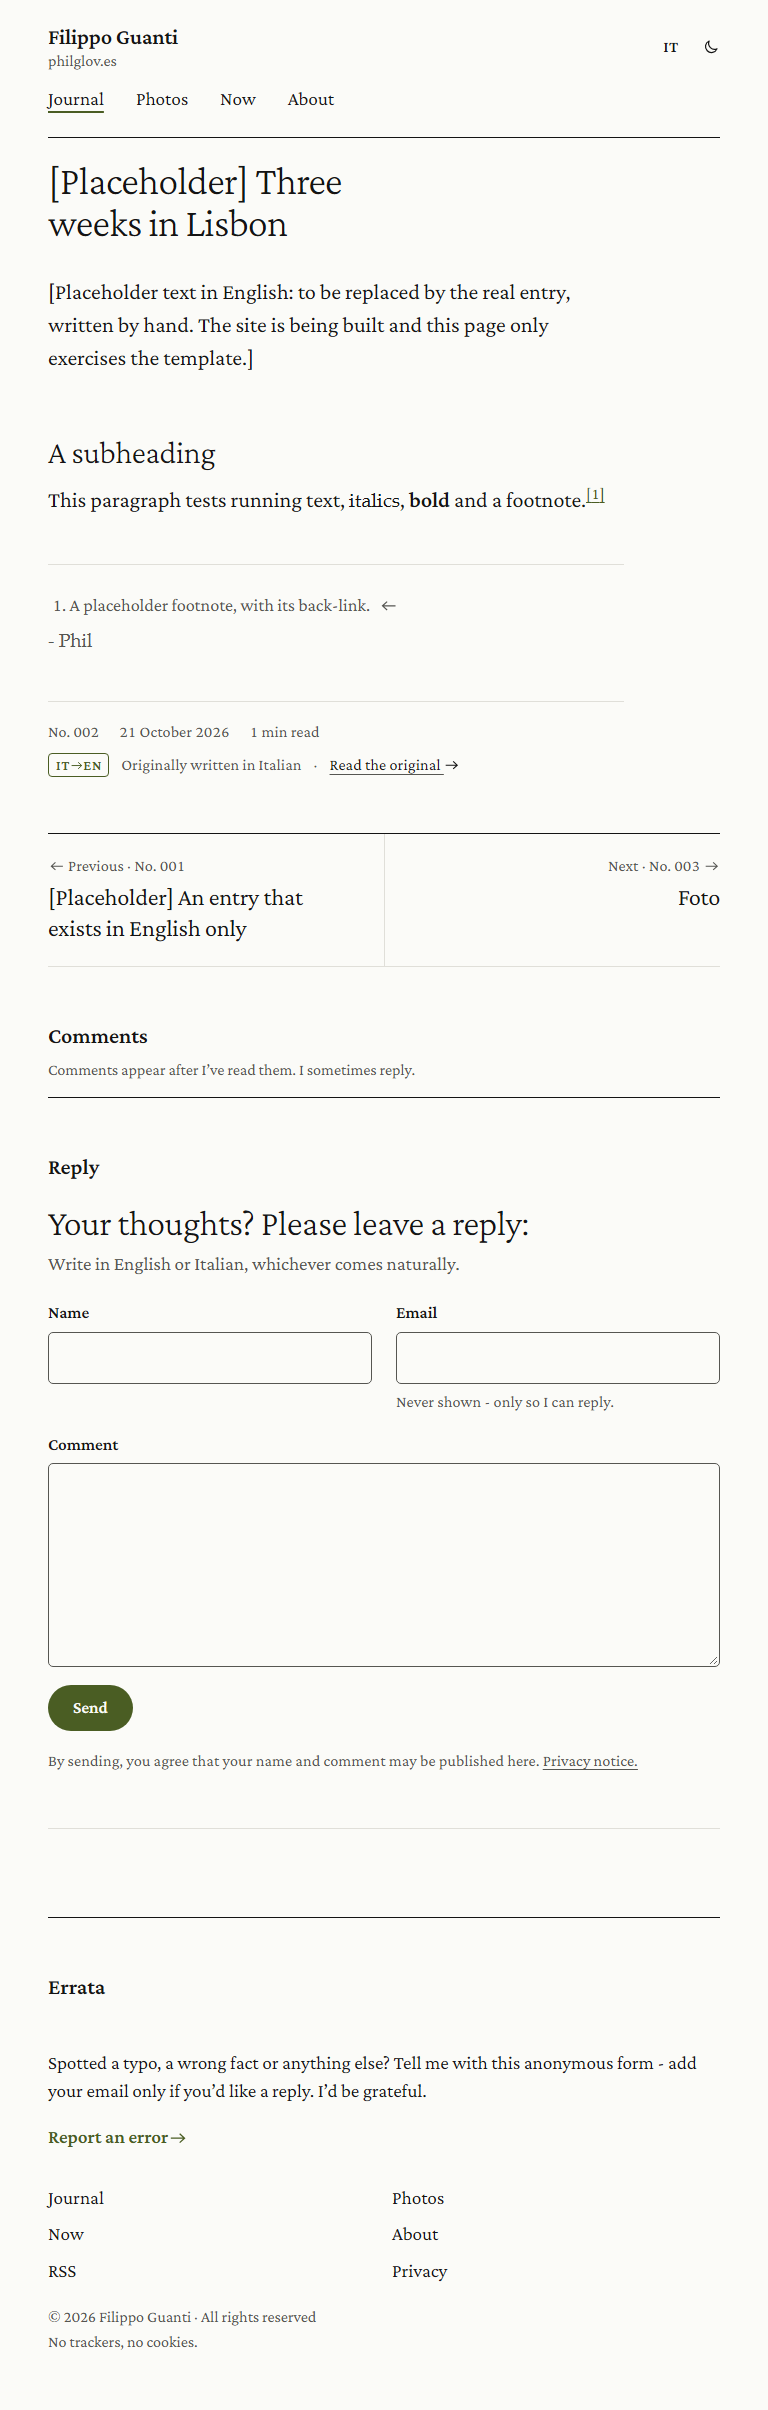 Filippo Guanti
philglov.es
IT
Journal Photos Now About
[Placeholder] Three
weeks in Lisbon
[Placeholder text in English: to be replaced by the real entry,
written by hand. The site is being built and this page only
exercises the template.]
A subheading
This paragraph tests running text, italics, bold and a footnote.[1]
1. A placeholder footnote, with its back-link. ←
- Phil
No. 002 21 October 2026 1 min read
IT→EN Originally written in Italian · Read the original →
← Previous · No. 001
[Placeholder] An entry that
exists in English only
Next · No. 003 →
Foto
Comments
Comments appear after I’ve read them. I sometimes reply.
Reply
Your thoughts? Please leave a reply:
Write in English or Italian, whichever comes naturally.
Name
Email
Never shown - only so I can reply.
Comment
Send
By sending, you agree that your name and comment may be published here. Privacy notice.
Errata
Spotted a typo, a wrong fact or anything else? Tell me with this anonymous form - add
your email only if you’d like a reply. I’d be grateful.
Report an error→
Journal Photos
Now About
RSS Privacy
© 2026 Filippo Guanti · All rights reserved
No trackers, no cookies.